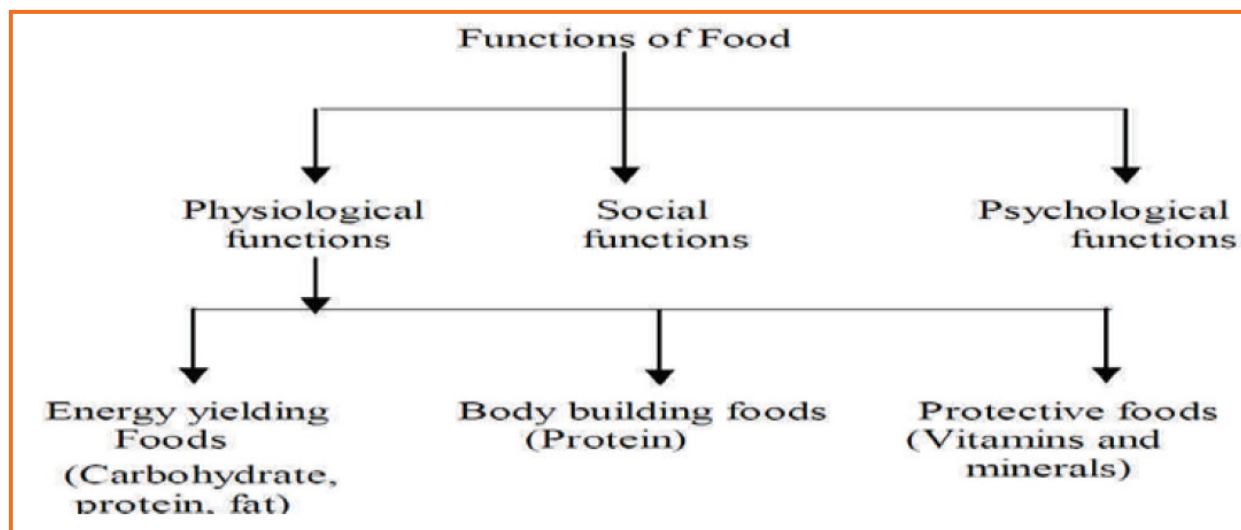 Functions of Food
Physiological
functions
Social
functions
Psychological
functions
Energy yielding
Foods
(Carbohydrate,
protein, fat)
Body building foods
(Protein)
Protective foods
(Vitamins and
minerals)